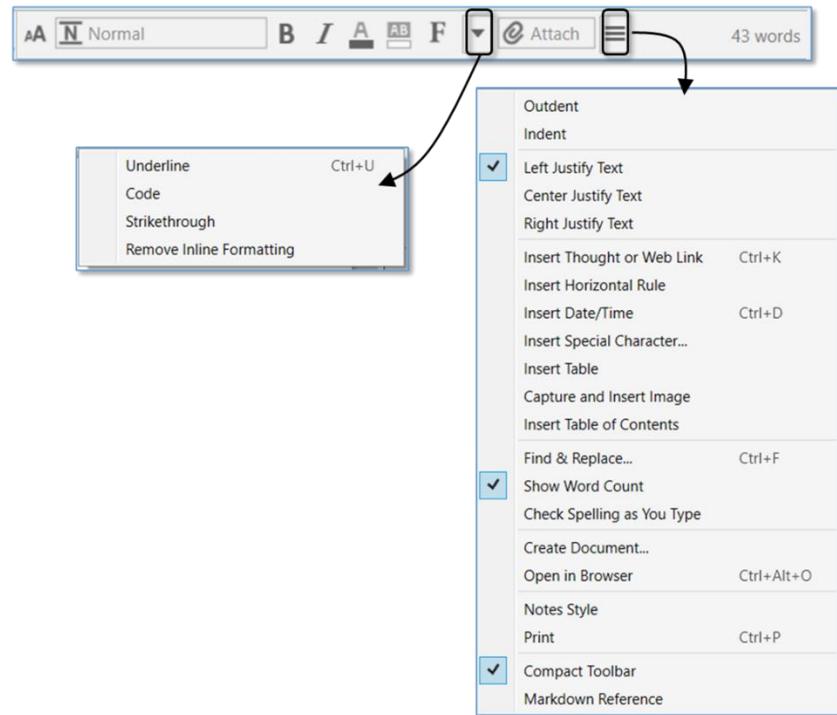 AA N Normal B I A AB F Attach 43 words
Underline Ctrl+U
Code
Strikethrough
Remove Inline Formatting
Outdent
Indent
Left Justify Text
Center Justify Text
Right Justify Text
Insert Thought or Web Link Ctrl+K
Insert Horizontal Rule
Insert Date/Time Ctrl+D
Insert Special Character...
Insert Table
Capture and Insert Image
Insert Table of Contents
Find & Replace... Ctrl+F
Show Word Count
Check Spelling as You Type
Create Document...
Open in Browser Ctrl+Alt+O
Notes Style
Print Ctrl+P
Compact Toolbar
Markdown Reference